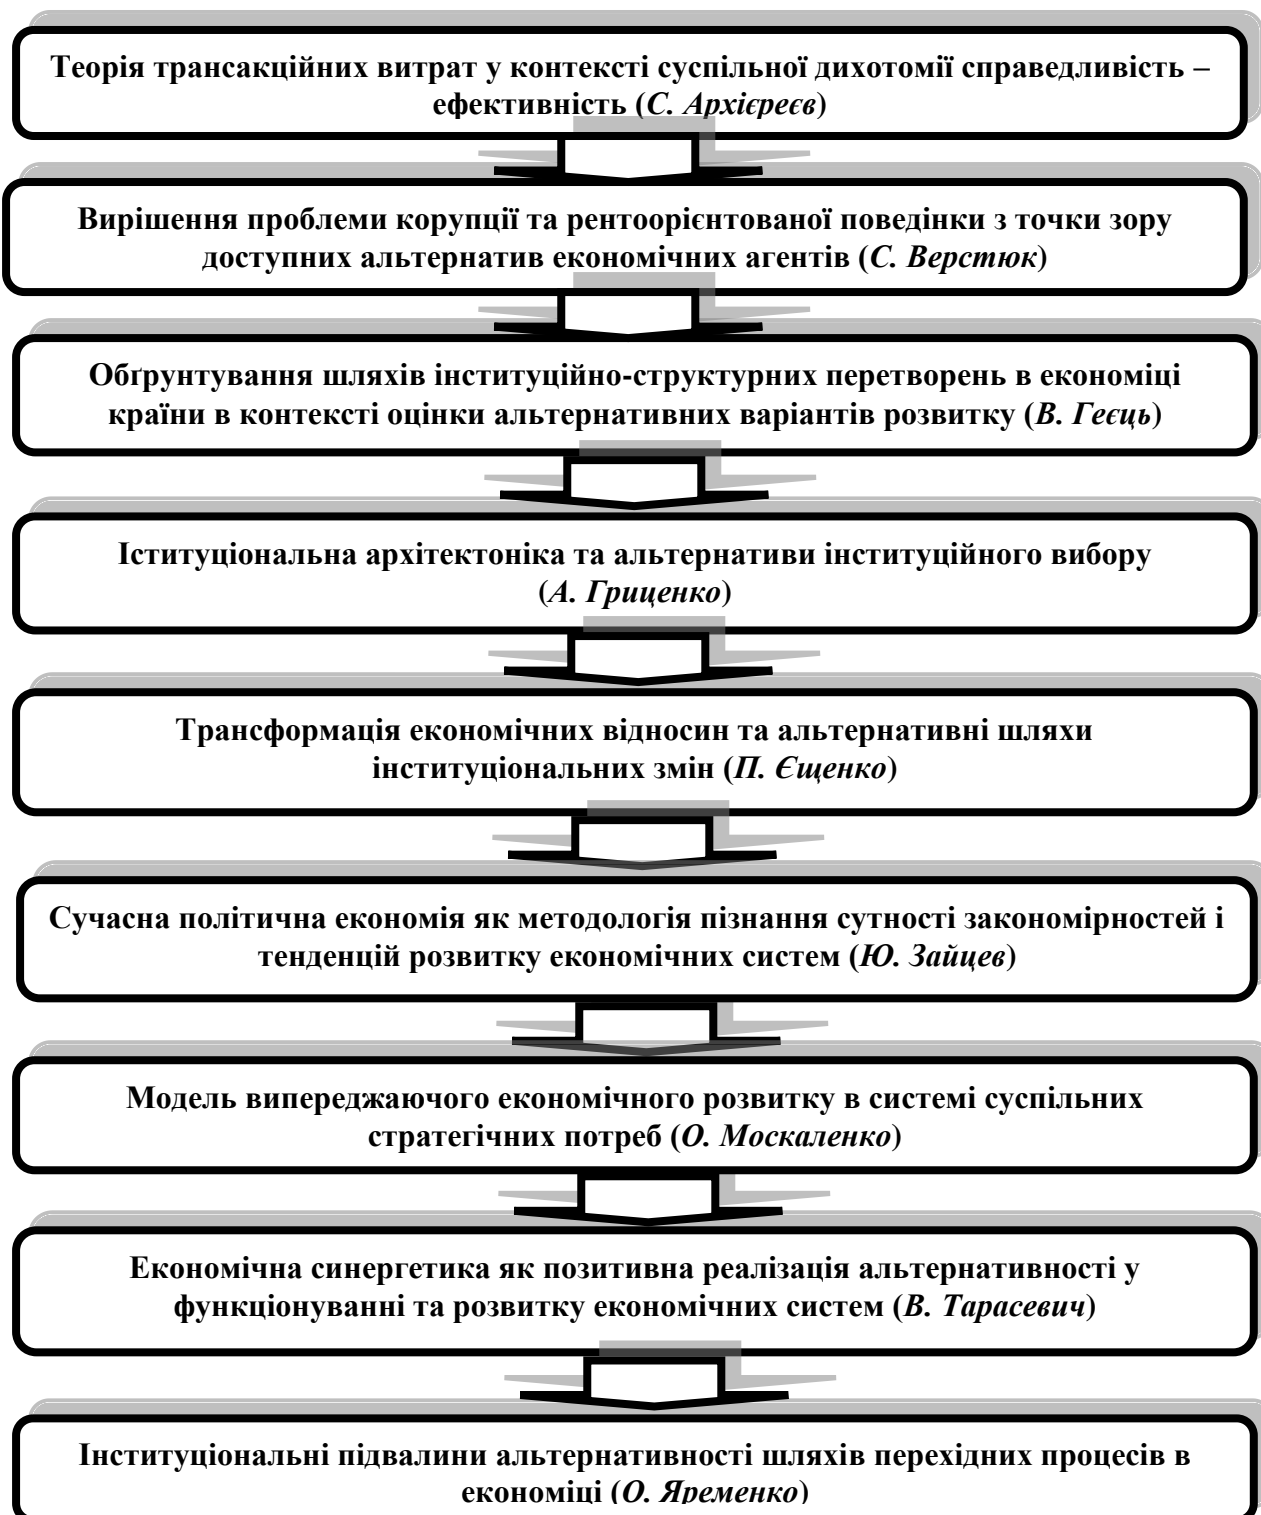 Теорія трансакційних витрат у контексті суспільної дихотомії справедливість –
ефективність (С. Архієреєв)
Вирішення проблеми корупції та рентоорієнтованої поведінки з точки зору
доступних альтернатив економічних агентів (С. Верстюк)
Обґрунтування шляхів інституційно-структурних перетворень в економіці
країни в контексті оцінки альтернативних варіантів розвитку (В. Геєць)
Іституціональна архітектоніка та альтернативи інституційного вибору
(А. Гриценко)
Трансформація економічних відносин та альтернативні шляхи
інституціональних змін (П. Єщенко)
Сучасна політична економія як методологія пізнання сутності закономірностей і
тенденцій розвитку економічних систем (Ю. Зайцев)
Модель випереджаючого економічного розвитку в системі суспільних
стратегічних потреб (О. Москаленко)
Економічна синергетика як позитивна реалізація альтернативності у
функціонуванні та розвитку економічних систем (В. Тарасевич)
Інституціональні підвалини альтернативності шляхів перехідних процесів в
економіці (О. Яременко)